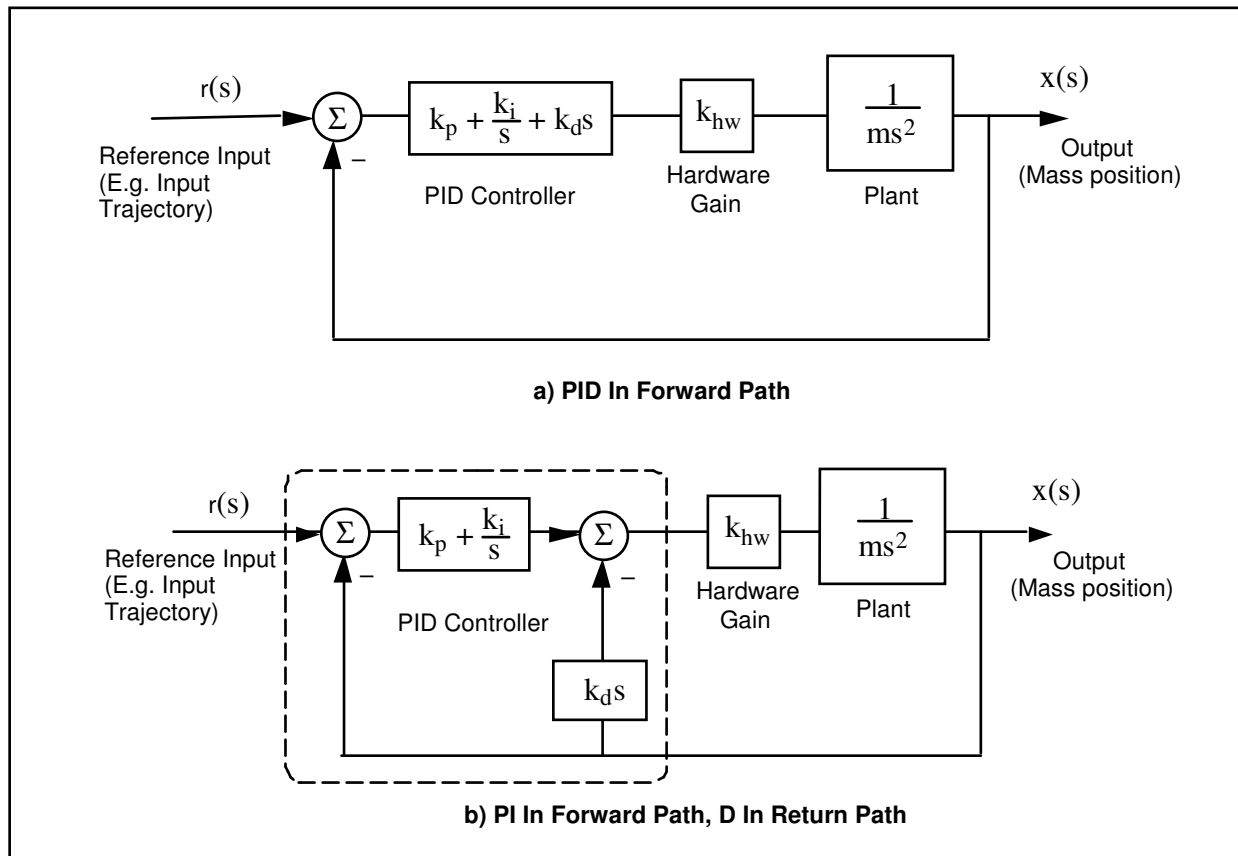 r(s)
Reference Input
(E.g. Input
Trajectory)
Σ
−
k_p + k_i/s + k_d s
PID Controller
k_hw
Hardware
Gain
1/ms²
Plant
x(s)
Output
(Mass position)
a) PID In Forward Path
r(s)
Reference Input
(E.g. Input
Trajectory)
Σ
−
k_p + k_i/s
PID Controller
Σ
−
k_d s
k_hw
Hardware
Gain
1/ms²
Plant
x(s)
Output
(Mass position)
b) PI In Forward Path, D In Return Path